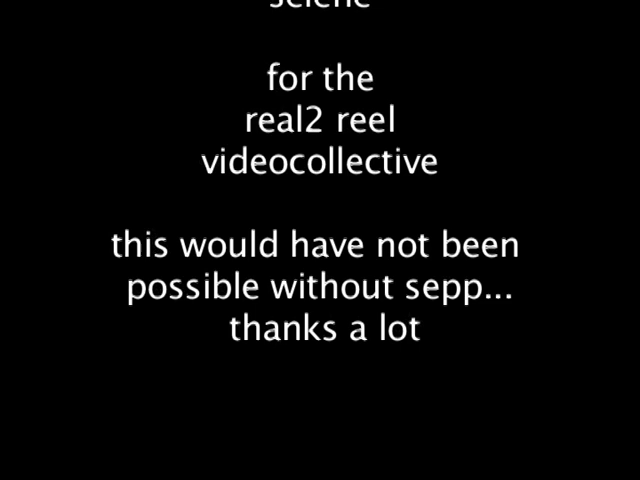 for the
real2 reel
videocollective
this would have not been
possible without sepp...
thanks a lot